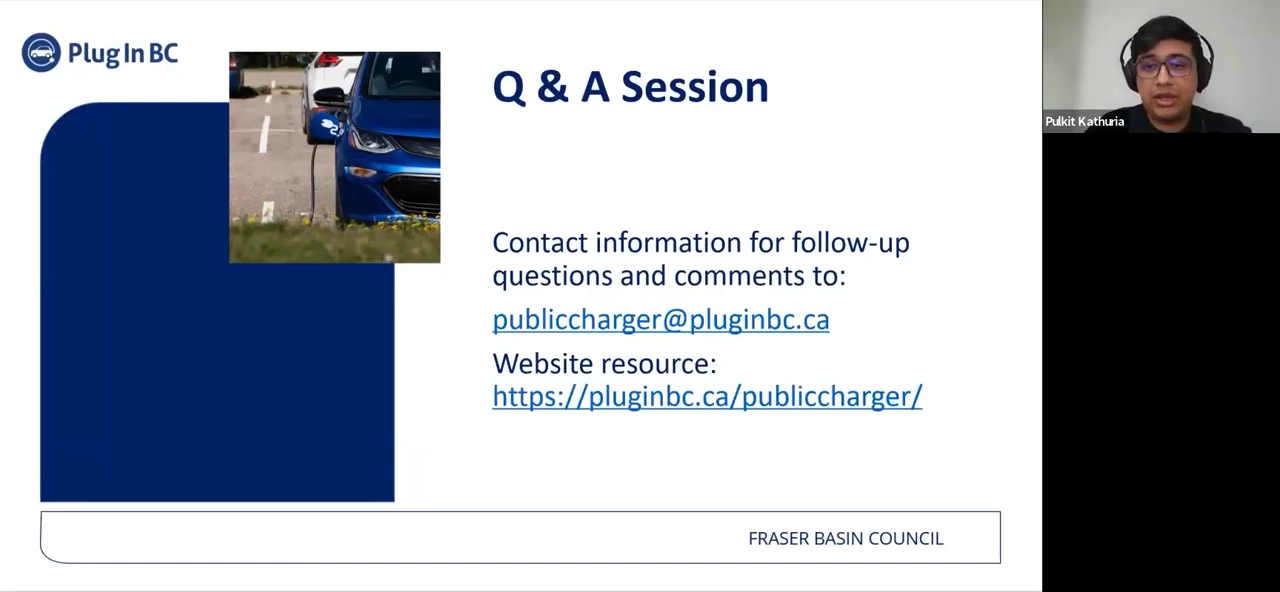 Plug In BC
Q & A Session
Contact information for follow-up
questions and comments to:
publiccharger@pluginbc.ca
Website resource:
https://pluginbc.ca/publiccharger/
FRASER BASIN COUNCIL
Pulkit Kathuria